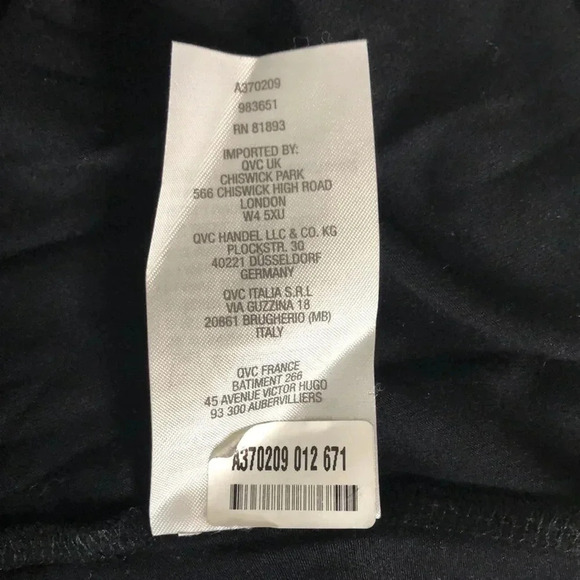 A370209
983651
RN 81893
IMPORTED BY:
QVC UK
CHISWICK PARK
566 CHISWICK HIGH ROAD
LONDON
W4 5XU
QVC HANDEL LLC & CO. KG
PLOCKSTR. 30
40221 DÜSSELDORF
GERMANY
QVC ITALIA S.R.L
VIA GUZZINA 18
20861 BRUGHERIO (MB)
ITALY
QVC FRANCE
BATIMENT 266
45 AVENUE VICTOR HUGO
93 300 AUBERVILLIERS
A370209 012 671